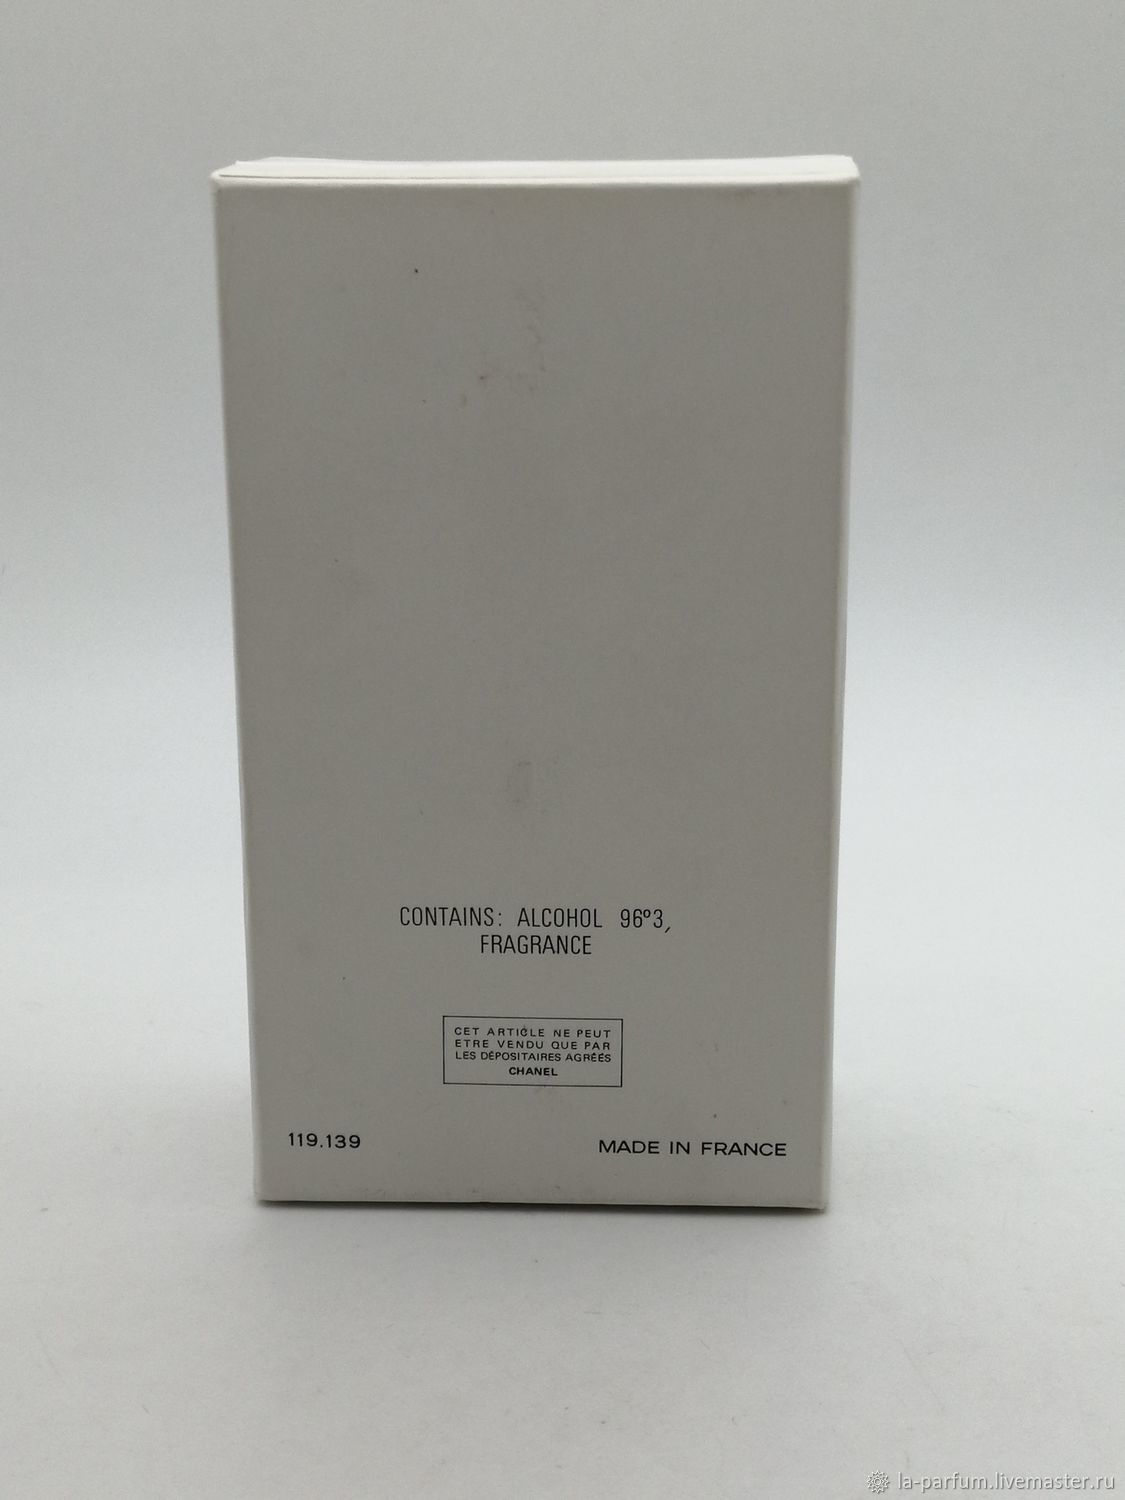 CONTAINS: ALCOHOL 96º3,
FRAGRANCE
CET ARTICLE NE PEUT
ETRE VENDU QUE PAR
LES DÉPOSITAIRES AGRÉÉS
CHANEL
119.139
MADE IN FRANCE
la-parfum.livemaster.ru